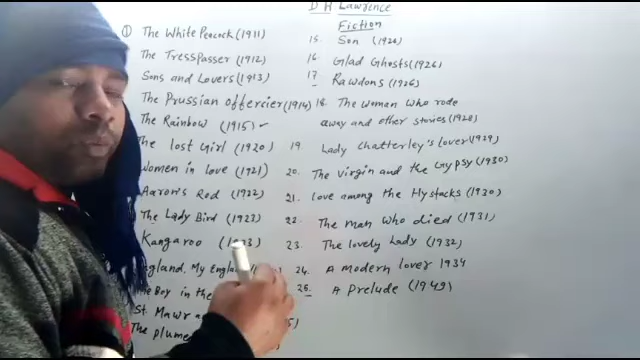 D H Lawrence
Fiction
① The White Peacock (1911)
The Tresspasser (1912)
Sons and Lovers (1913)
The Prussian offercier (1914)
The Rainbow (1915)
The lost Girl (1920)
Women in love (1921)
Aaron's Rod (1922)
The Lady Bird (1923)
Kangaroo
England, My England
The Boy in the
St. Mawr
The plume
15. Son (1926)
16. Glad Ghosts (1926)
17. Rawdons (1926)
18. The woman who rode
away and other stories (1928)
19. Lady Chatterley's lover (1929)
20. The virgin and the Gypsy (1930)
21. Love among the Hystacks (1930)
22. The man who died (1931)
23. The lovely Lady (1932)
24. A modern lover 1934
25. A Prelude (1949)